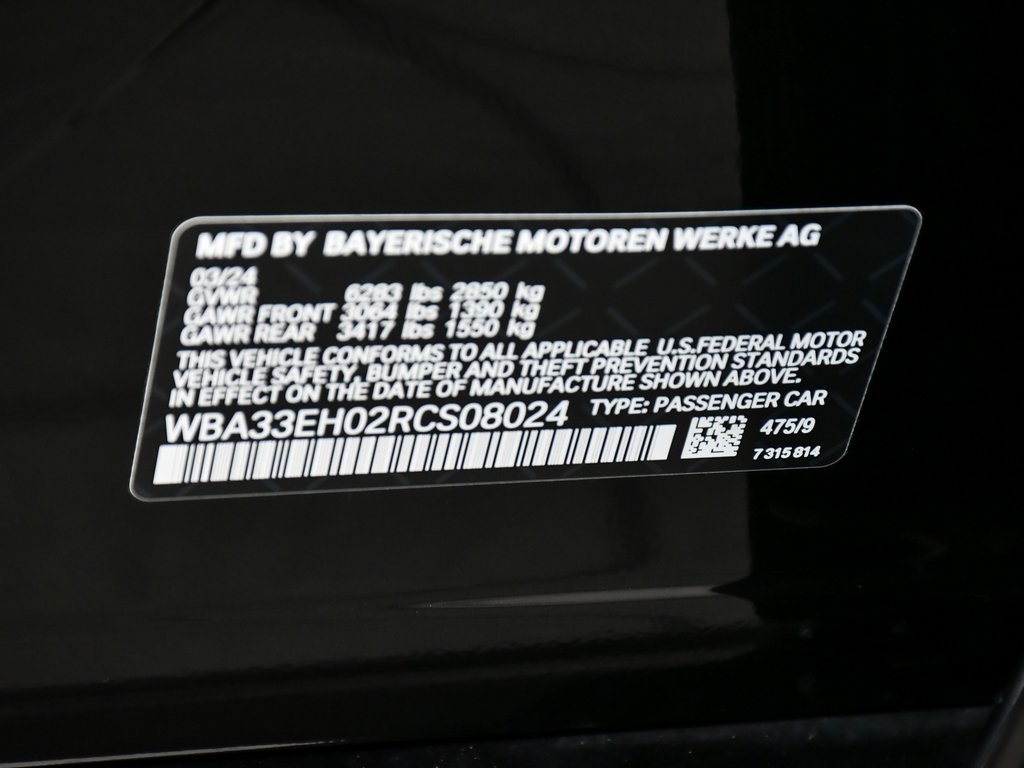 MFD BY BAYERISCHE MOTOREN WERKE AG
03/24
GVWR 6283 lbs 2850 kg
GAWR FRONT 3064 lbs 1390 kg
GAWR REAR 3417 lbs 1550 kg
THIS VEHICLE CONFORMS TO ALL APPLICABLE U.S.FEDERAL MOTOR
VEHICLE SAFETY, BUMPER AND THEFT PREVENTION STANDARDS
IN EFFECT ON THE DATE OF MANUFACTURE SHOWN ABOVE.
WBA33EH02RCS08024 TYPE: PASSENGER CAR
475/9
7 315 814